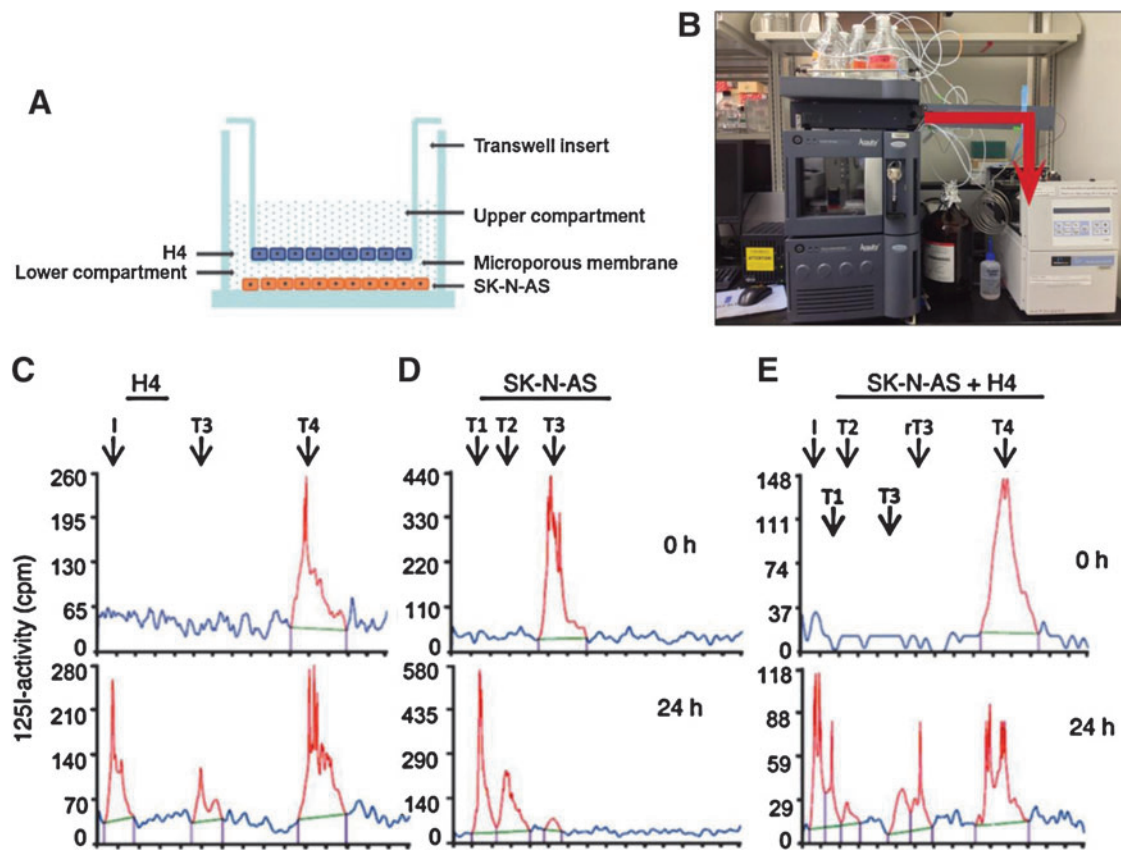 A
Transwell insert
Upper compartment
H4
Lower compartment
Microporous membrane
SK-N-AS
B
C
H4
I
T3
T4
D
SK-N-AS
T1
T2
T3
E
SK-N-AS + H4
I
T2
rT3
T4
T1
T3
125I-activity (cpm)
260
195
130
65
0
440
330
220
110
0
0 h
148
111
74
37
0
0 h
280
210
140
70
0
580
435
290
140
0
24 h
118
88
59
29
0
24 h